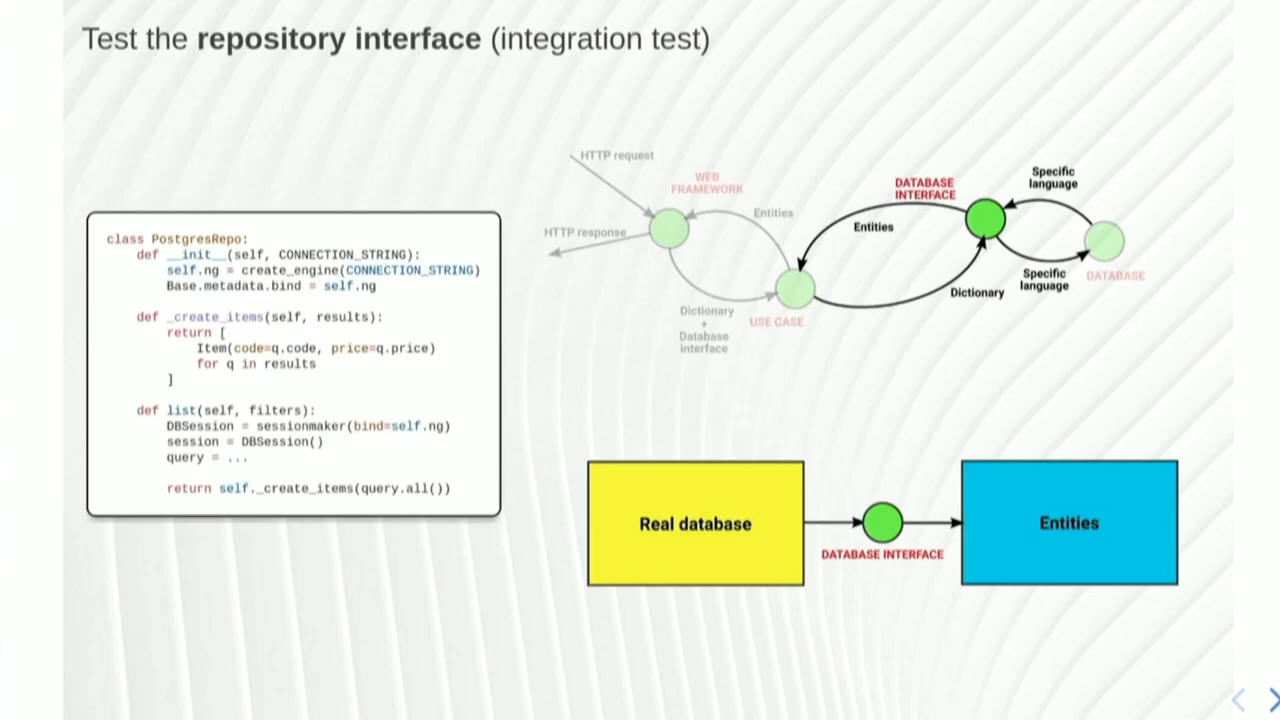 Test the repository interface (integration test)
class PostgresRepo:
    def __init__(self, CONNECTION_STRING):
        self.ng = create_engine(CONNECTION_STRING)
        Base.metadata.bind = self.ng
    def _create_items(self, results):
        return [
            Item(code=q.code, price=q.price)
            for q in results
        ]
    def list(self, filters):
        DBSession = sessionmaker(bind=self.ng)
        session = DBSession()
        query = ...
        return self._create_items(query.all())
HTTP request
WEB
FRAMEWORK
HTTP response
Entities
Dictionary
+
Database
interface
USE CASE
DATABASE
INTERFACE
Entities
Dictionary
Specific
language
Specific
language
DATABASE
Real database
DATABASE INTERFACE
Entities